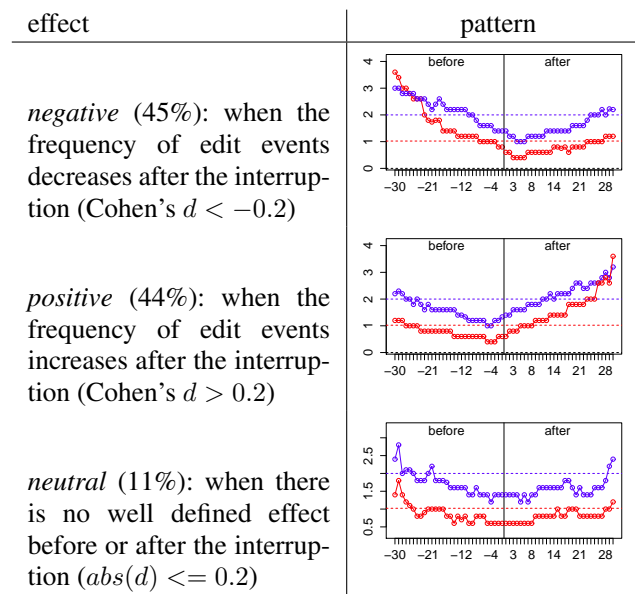 effect pattern
negative (45%): when the
frequency of edit events
decreases after the interrup-
tion (Cohen's d < −0.2)
before after
4
3
2
1
0
−30 −21 −12 −4 3 8 14 21 28
positive (44%): when the
frequency of edit events
increases after the interrup-
tion (Cohen's d > 0.2)
before after
4
3
2
1
0
−30 −21 −12 −4 3 8 14 21 28
neutral (11%): when there
is no well defined effect
before or after the interrup-
tion (abs(d) <= 0.2)
before after
2.5
1.5
0.5
−30 −21 −12 −4 3 8 14 21 28